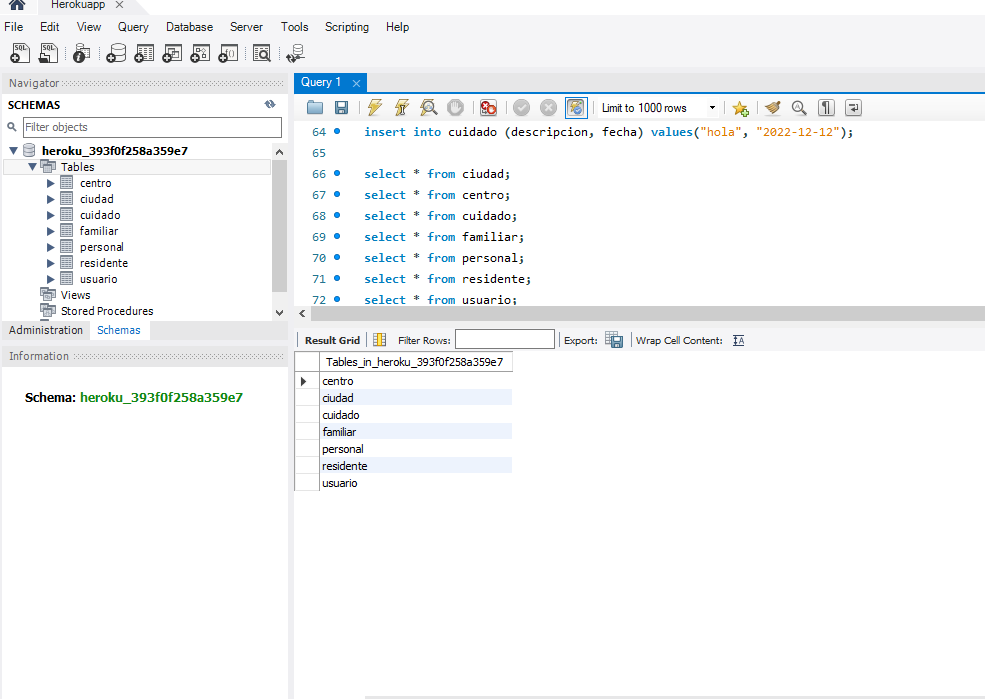 Herokuapp
File Edit View Query Database Server Tools Scripting Help
Navigator
SCHEMAS
Filter objects
heroku_393f0f258a359e7
Tables
centro
ciudad
cuidado
familiar
personal
residente
usuario
Views
Stored Procedures
Administration Schemas
Information
Schema: heroku_393f0f258a359e7
Query 1
Limit to 1000 rows
64 insert into cuidado (descripcion, fecha) values("hola", "2022-12-12");
65
66 select * from ciudad;
67 select * from centro;
68 select * from cuidado;
69 select * from familiar;
70 select * from personal;
71 select * from residente;
72 select * from usuario;
Result Grid Filter Rows: Export: Wrap Cell Content:
Tables_in_heroku_393f0f258a359e7
centro
ciudad
cuidado
familiar
personal
residente
usuario